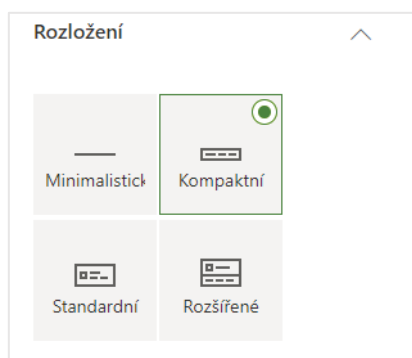 Rozložení
Minimalistick
Kompaktní
Standardní
Rozšířené